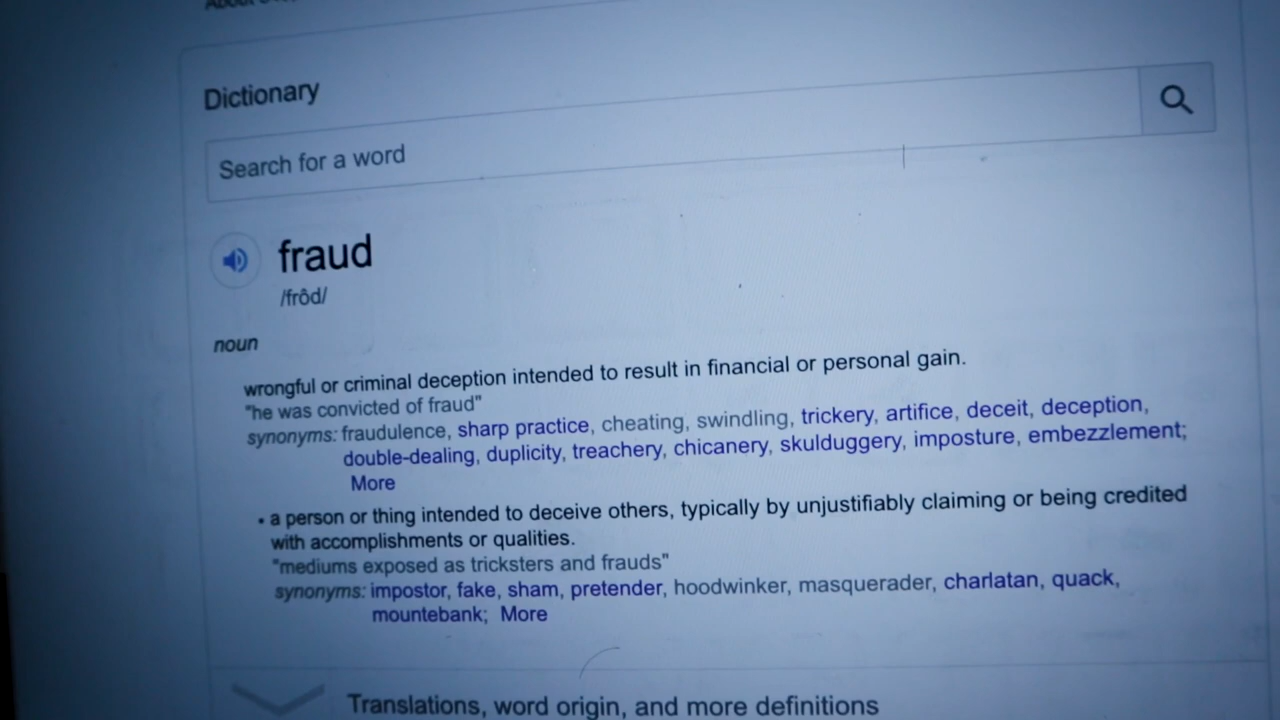 Dictionary
Search for a word
fraud
/frôd/
noun
wrongful or criminal deception intended to result in financial or personal gain.
"he was convicted of fraud"
synonyms: fraudulence, sharp practice, cheating, swindling, trickery, artifice, deceit, deception,
double-dealing, duplicity, treachery, chicanery, skulduggery, imposture, embezzlement;
More
• a person or thing intended to deceive others, typically by unjustifiably claiming or being credited
with accomplishments or qualities.
"mediums exposed as tricksters and frauds"
synonyms: impostor, fake, sham, pretender, hoodwinker, masquerader, charlatan, quack,
mountebank; More
Translations, word origin, and more definitions